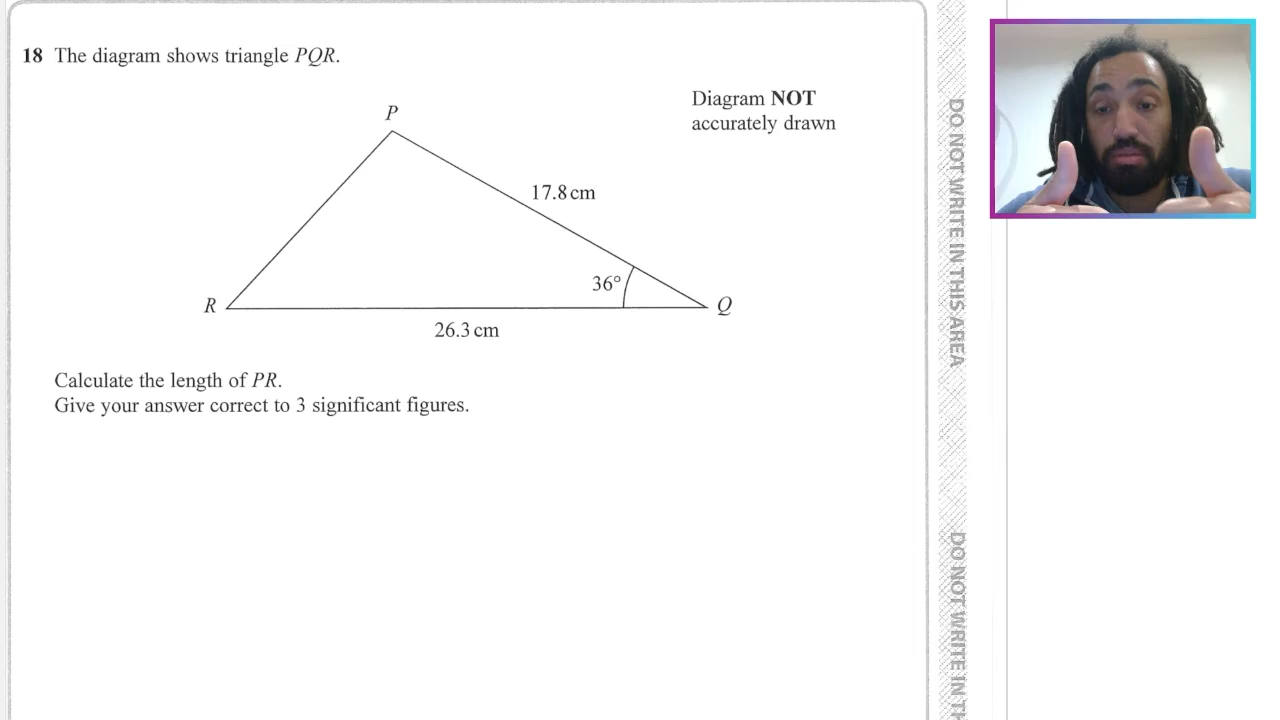 18 The diagram shows triangle PQR.
Diagram NOT
accurately drawn
P
17.8 cm
36°
R
Q
26.3 cm
Calculate the length of PR.
Give your answer correct to 3 significant figures.
DO NOT WRITE IN THIS AREA
DO NOT WRITE IN TH